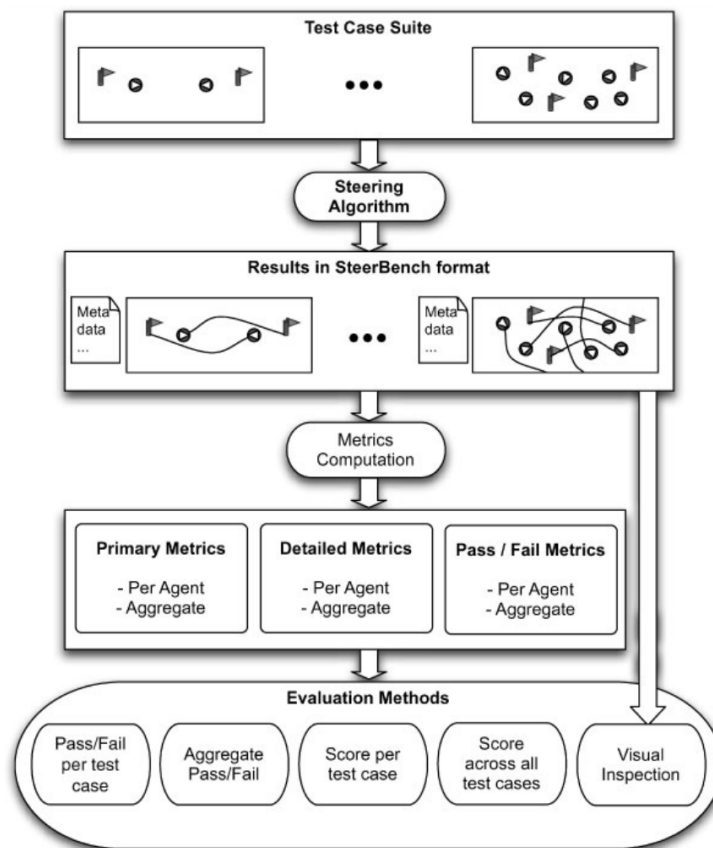 Test Case Suite
Steering
Algorithm
Results in SteerBench format
Meta
data
...
Meta
data
...
Metrics
Computation
Primary Metrics
- Per Agent
- Aggregate
Detailed Metrics
- Per Agent
- Aggregate
Pass / Fail Metrics
- Per Agent
- Aggregate
Evaluation Methods
Pass/Fail
per test
case
Aggregate
Pass/Fail
Score per
test case
Score
across all
test cases
Visual
Inspection